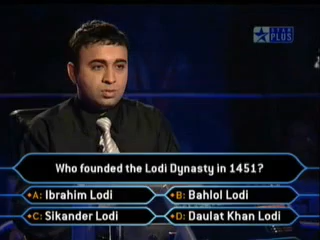 STAR
PLUS
Who founded the Lodi Dynasty in 1451?
A: Ibrahim Lodi
B: Bahlol Lodi
C: Sikander Lodi
D: Daulat Khan Lodi